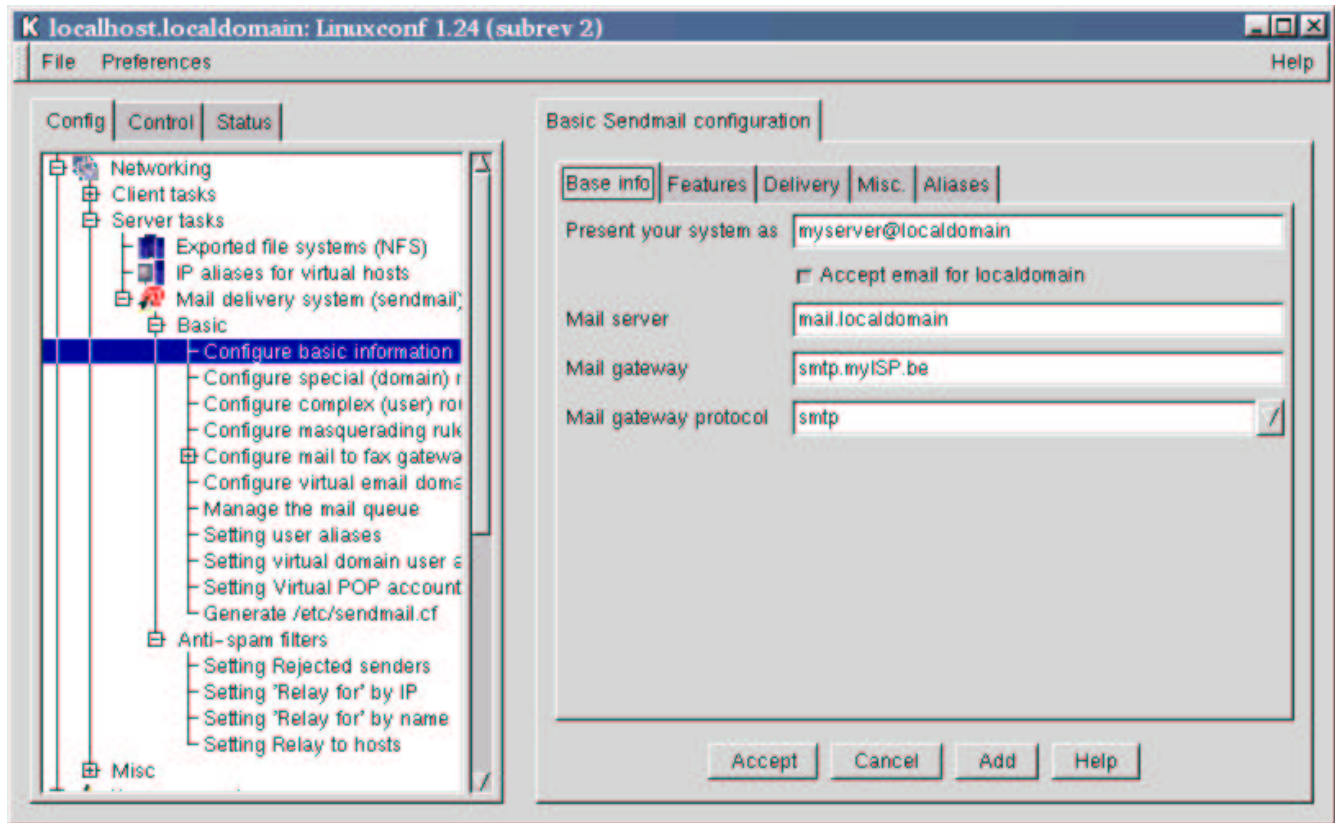 K localhost.localdomain: Linuxconf 1.24 (subrev 2)
File Preferences Help
Config Control Status
Networking
Client tasks
Server tasks
Exported file systems (NFS)
IP aliases for virtual hosts
Mail delivery system (sendmail)
Basic
Configure basic information
Configure special (domain) r
Configure complex (user) rou
Configure masquerading rule
Configure mail to fax gatewa
Configure virtual email doma
Manage the mail queue
Setting user aliases
Setting virtual domain user a
Setting Virtual POP account
Generate /etc/sendmail.cf
Anti-spam filters
Setting Rejected senders
Setting 'Relay for' by IP
Setting 'Relay for' by name
Setting Relay to hosts
Misc
Basic Sendmail configuration
Base info Features Delivery Misc. Aliases
Present your system as myserver@localdomain
Accept email for localdomain
Mail server mail.localdomain
Mail gateway smtp.myISP.be
Mail gateway protocol smtp
Accept Cancel Add Help